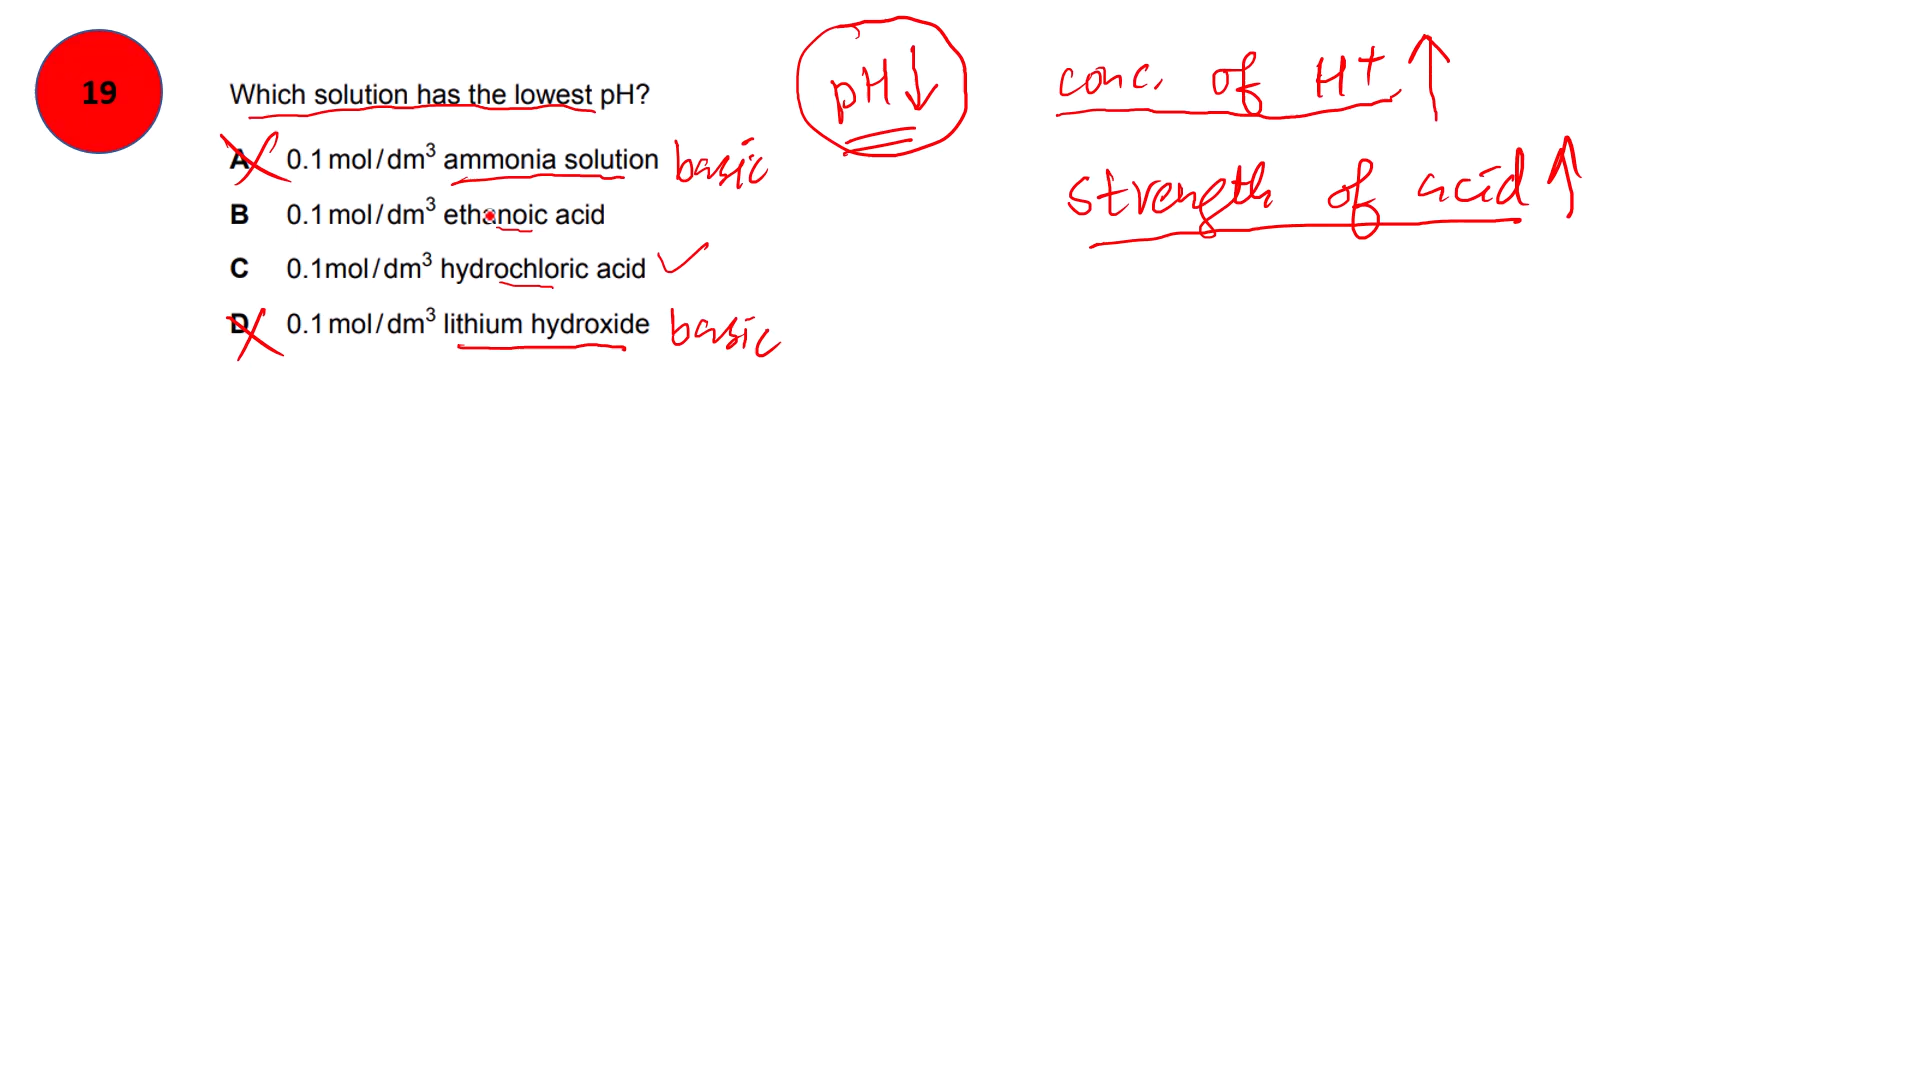 19
Which solution has the lowest pH?
A 0.1 mol/dm³ ammonia solution basic
B 0.1 mol/dm³ ethanoic acid
C 0.1mol/dm³ hydrochloric acid ✓
D 0.1 mol/dm³ lithium hydroxide basic
pH↓
conc. of H+ ↑
strength of acid ↑